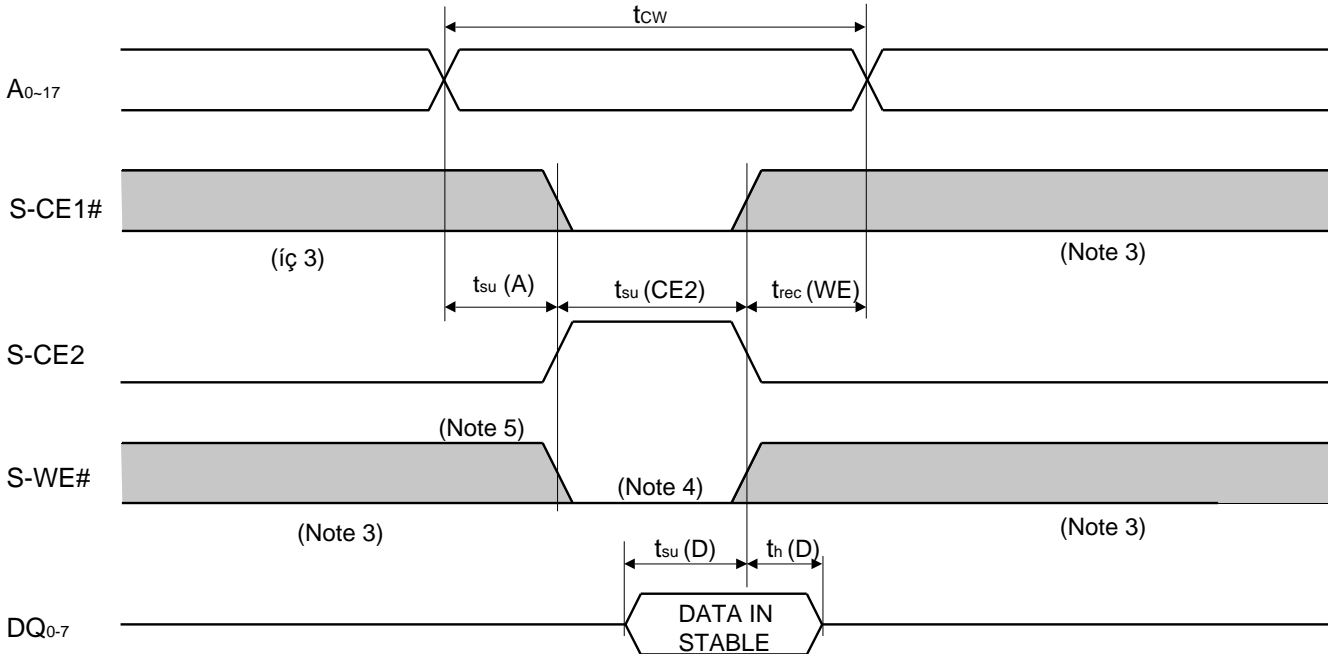 tCW
A0~17
S-CE1#
(íç 3)
(Note 3)
tsu (A)
tsu (CE2)
trec (WE)
S-CE2
(Note 5)
S-WE#
(Note 4)
(Note 3)
(Note 3)
tsu (D)
th (D)
DQ0-7
DATA IN
STABLE